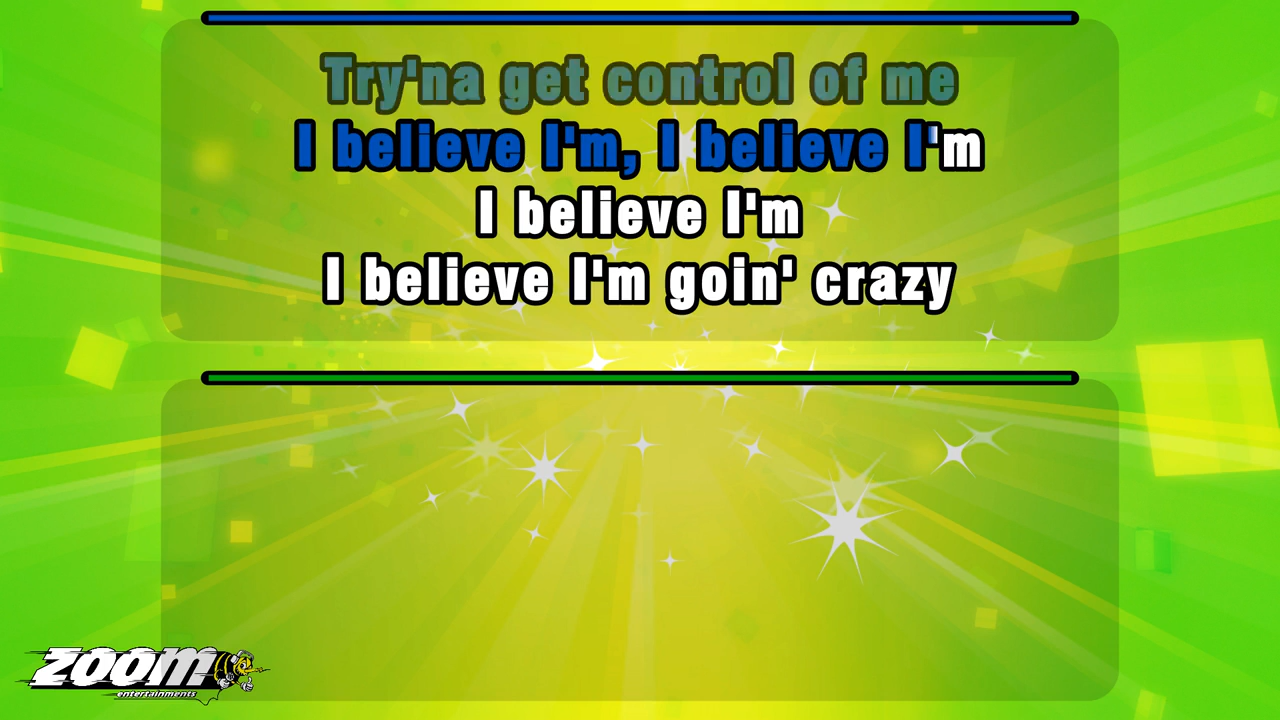 Try'na get control of me
I believe I'm, I believe I'm
I believe I'm
I believe I'm goin' crazy
zoom
entertainments